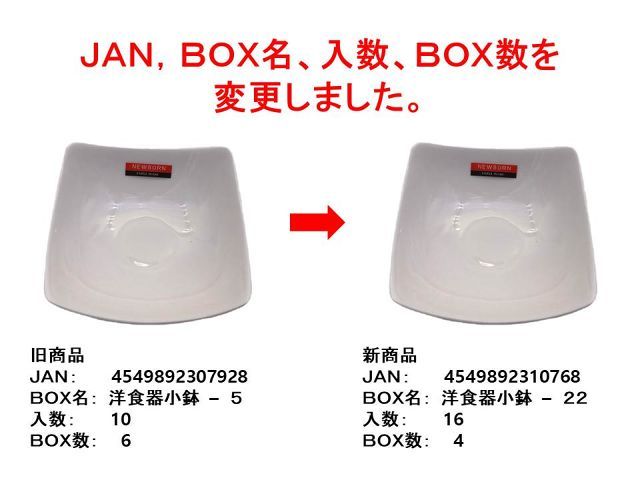 JAN，BOX名、入数、BOX数を
変更しました。
NEWBORN
NEWBORN
旧商品
JAN： 4549892307928
BOX名： 洋食器小鉢 － 5
入数： 10
BOX数： 6
新商品
JAN： 4549892310768
BOX名： 洋食器小鉢 － 22
入数： 16
BOX数： 4